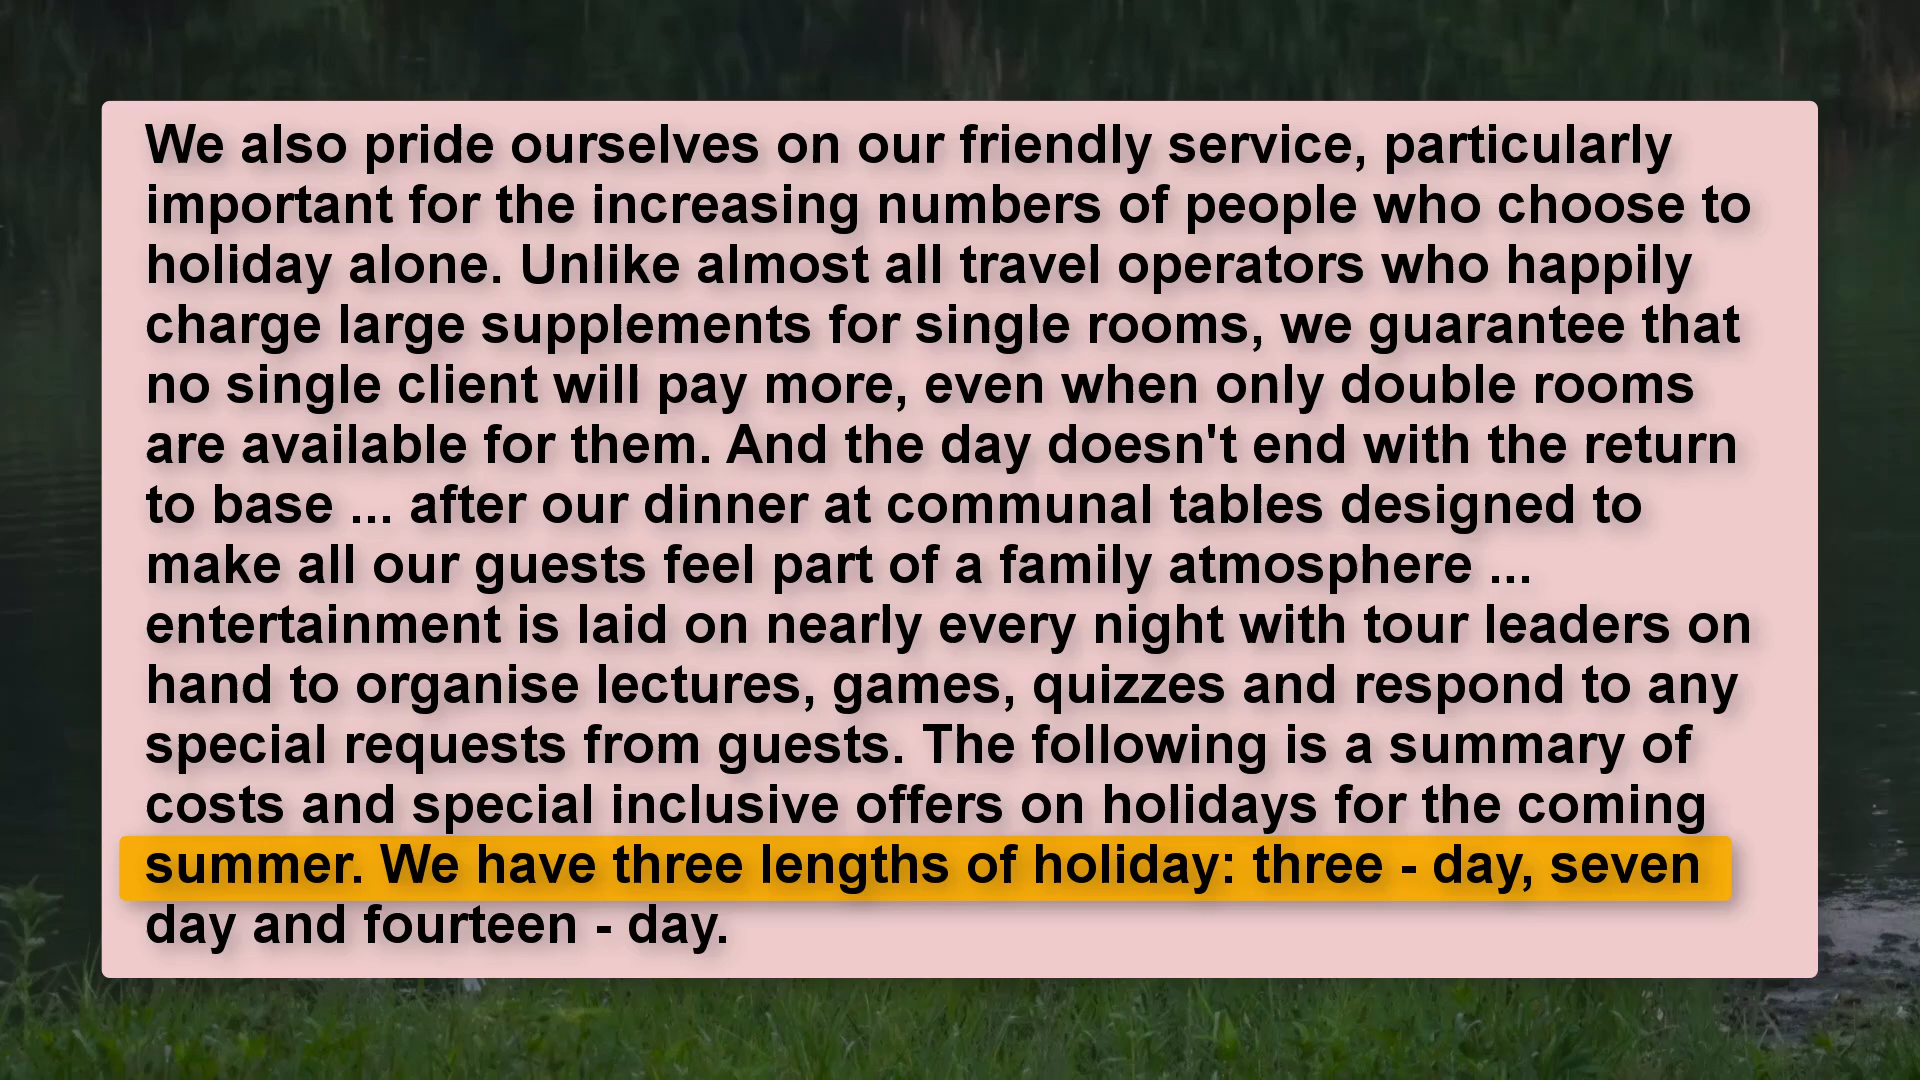 We also pride ourselves on our friendly service, particularly
important for the increasing numbers of people who choose to
holiday alone. Unlike almost all travel operators who happily
charge large supplements for single rooms, we guarantee that
no single client will pay more, even when only double rooms
are available for them. And the day doesn't end with the return
to base ... after our dinner at communal tables designed to
make all our guests feel part of a family atmosphere ...
entertainment is laid on nearly every night with tour leaders on
hand to organise lectures, games, quizzes and respond to any
special requests from guests. The following is a summary of
costs and special inclusive offers on holidays for the coming
summer. We have three lengths of holiday: three - day, seven
day and fourteen - day.